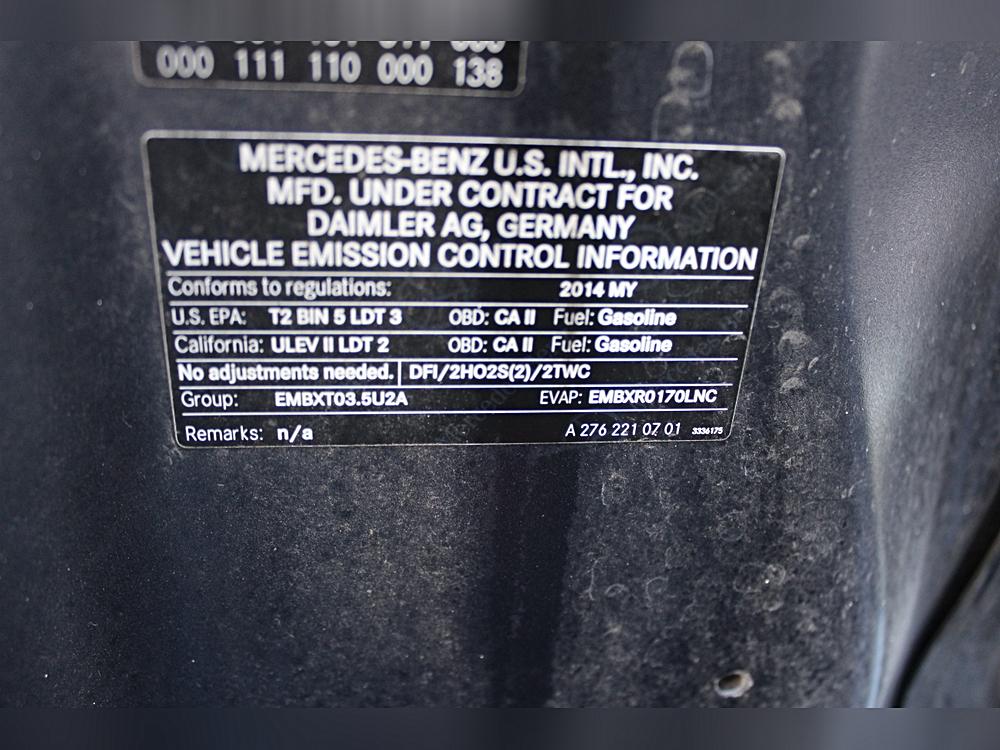 000 111 110 000 138
MERCEDES-BENZ U.S. INTL., INC.
MFD. UNDER CONTRACT FOR
DAIMLER AG, GERMANY
VEHICLE EMISSION CONTROL INFORMATION
Conforms to regulations: 2014 MY
U.S. EPA: T2 BIN 5 LDT 3 OBD: CA II Fuel: Gasoline
California: ULEV II LDT 2 OBD: CA II Fuel: Gasoline
No adjustments needed. DFI/2HO2S(2)/2TWC
Group: EMBXT03.5U2A EVAP: EMBXR0170LNC
Remarks: n/a A 276 221 07 01 3336175